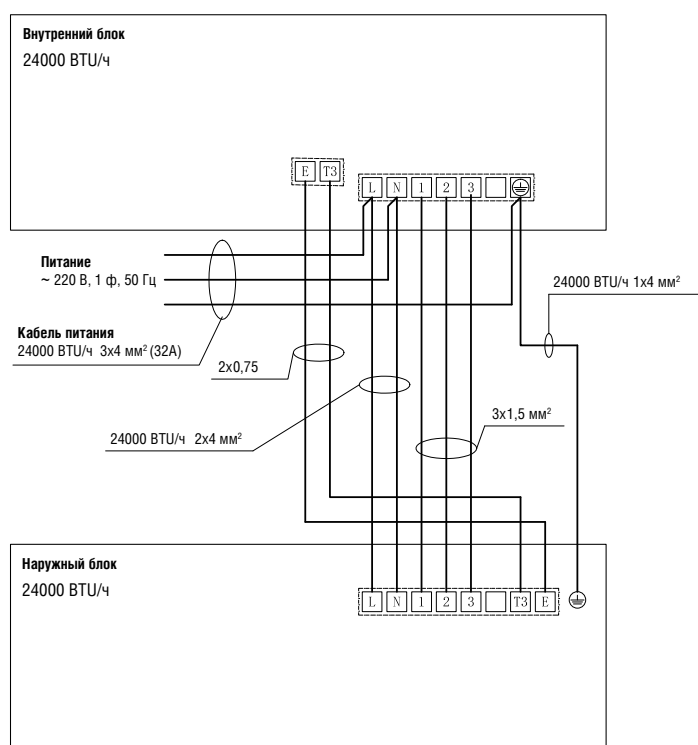 Внутренний блок
24000 BTU/ч
E T3
L N 1 2 3
Питание
~ 220 В, 1 ф, 50 Гц
24000 BTU/ч 1x4 мм²
Кабель питания
24000 BTU/ч 3x4 мм² (32А)
2x0,75
3x1,5 мм²
24000 BTU/ч 2x4 мм²
Наружный блок
24000 BTU/ч
L N 1 2 3 T3 E